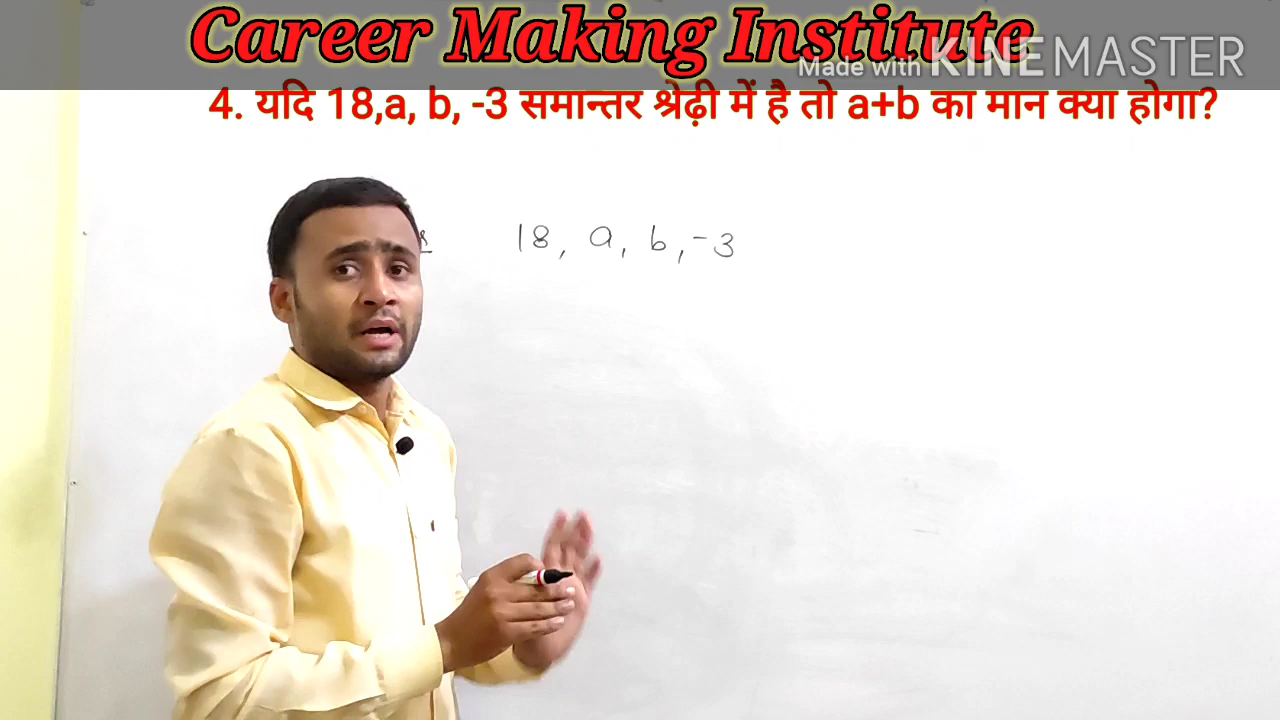 Career Making Institute
Made with KINEMASTER
4. यदि 18,a, b, -3 समान्तर श्रेढ़ी में है तो a+b का मान क्या होगा?
18, a, b, -3